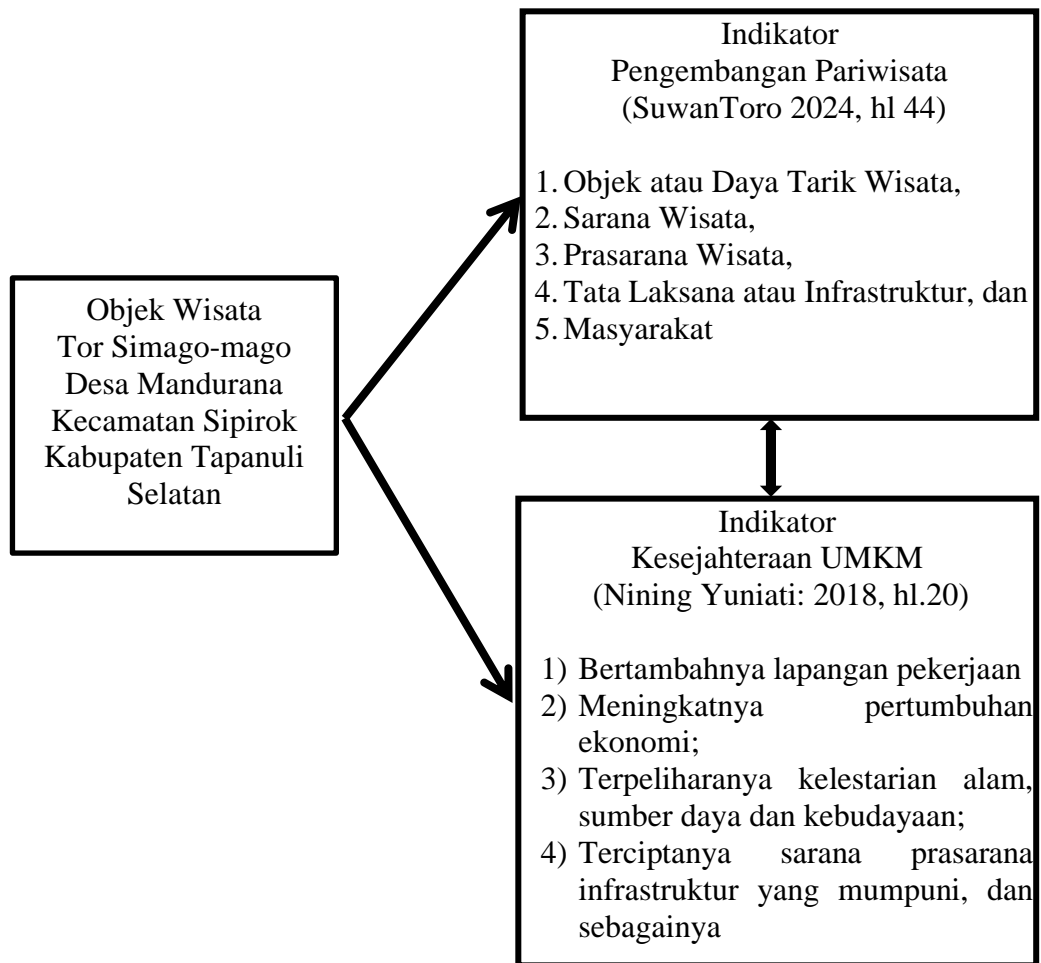 Indikator
Pengembangan Pariwisata
(SuwanToro 2024, hl 44)
1. Objek atau Daya Tarik Wisata,
2. Sarana Wisata,
3. Prasarana Wisata,
4. Tata Laksana atau Infrastruktur, dan
5. Masyarakat
Objek Wisata
Tor Simago-mago
Desa Mandurana
Kecamatan Sipirok
Kabupaten Tapanuli
Selatan
Indikator
Kesejahteraan UMKM
(Nining Yuniati: 2018, hl.20)
1) Bertambahnya lapangan pekerjaan
2) Meningkatnya pertumbuhan
ekonomi;
3) Terpeliharanya kelestarian alam,
sumber daya dan kebudayaan;
4) Terciptanya sarana prasarana
infrastruktur yang mumpuni, dan
sebagainya